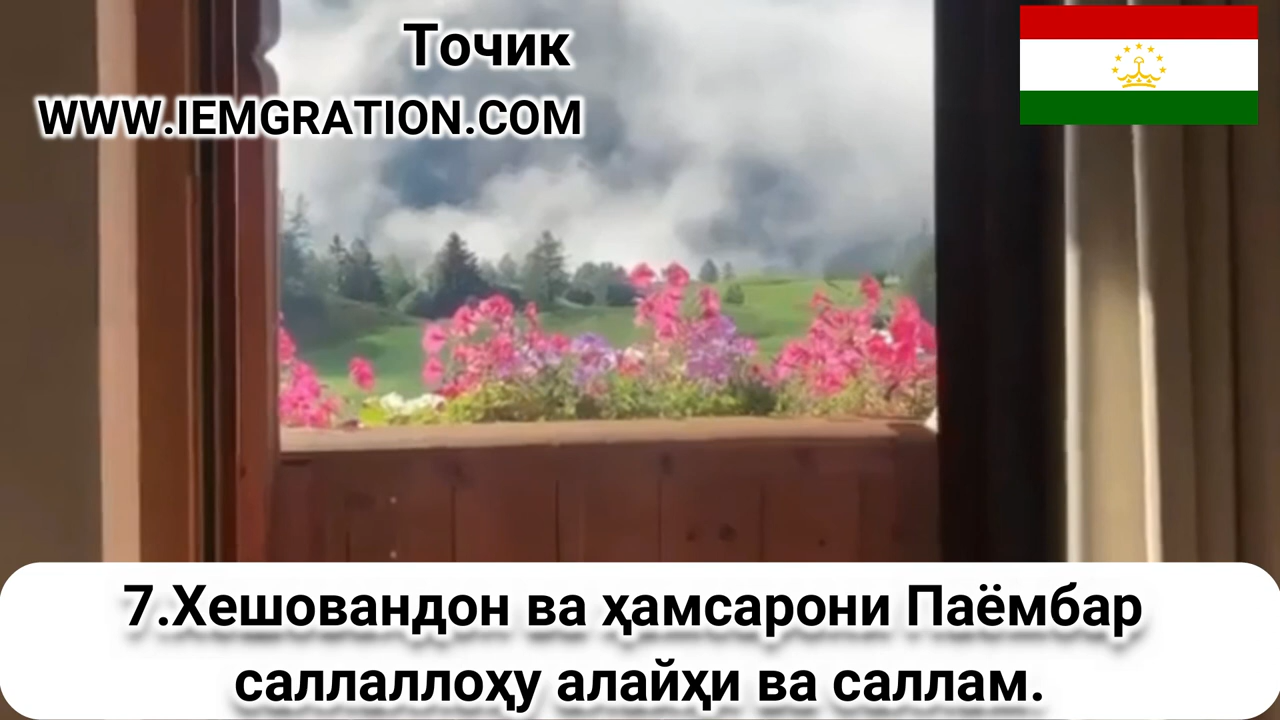 Точик
WWW.IEMGRATION.COM
7.Хешовандон ва ҳамсарони Паёмбар
саллаллоҳу алайҳи ва саллам.